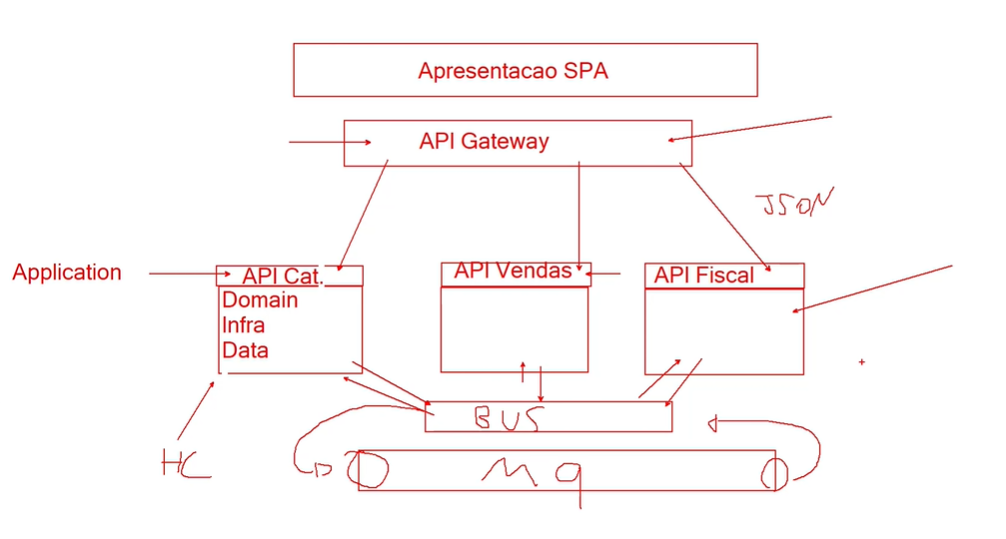 Apresentacao SPA
API Gateway
JSON
Application
API Cat.
API Vendas
API Fiscal
Domain
Infra
Data
BUS
HC
Mq